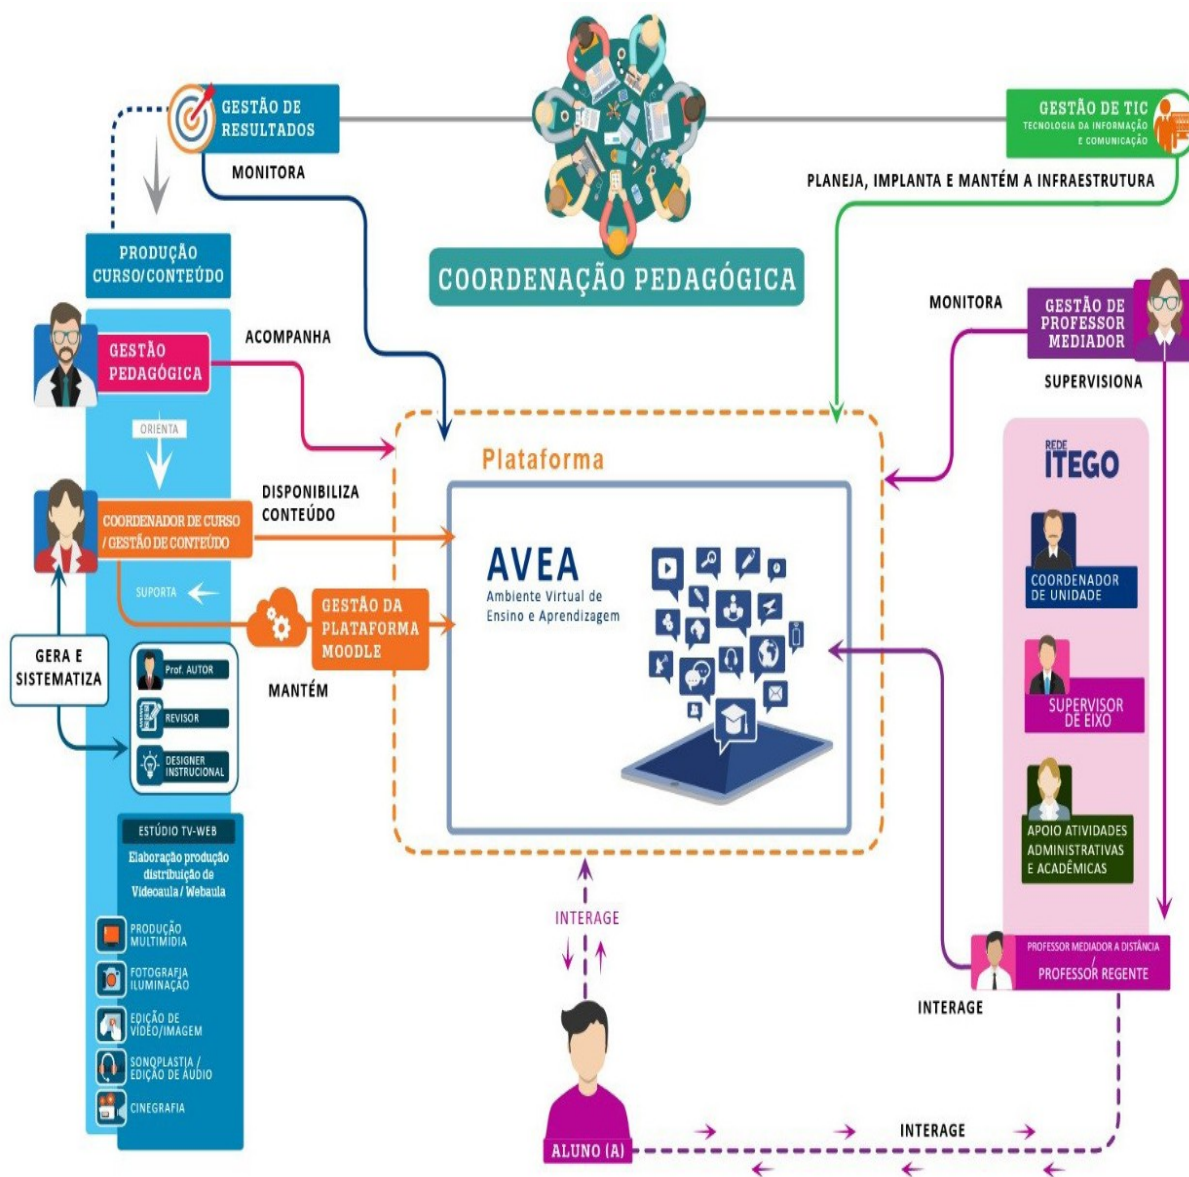 GESTÃO DE
RESULTADOS
GESTÃO DE TIC
TECNOLOGIA DA INFORMAÇÃO
E COMUNICAÇÃO
MONITORA
PLANEJA, IMPLANTA E MANTÉM A INFRAESTRUTURA
COORDENAÇÃO PEDAGÓGICA
PRODUÇÃO
CURSO/CONTEÚDO
MONITORA
GESTÃO DE
PROFESSOR
MEDIADOR
SUPERVISIONA
GESTÃO
PEDAGÓGICA
ACOMPANHA
ORIENTA
COORDENADOR DE CURSO
/ GESTÃO DE CONTEÚDO
DISPONIBILIZA
CONTEÚDO
SUPORTA
GESTÃO DA
PLATAFORMA
MOODLE
MANTÉM
GERA E
SISTEMATIZA
Prof. AUTOR
REVISOR
DESIGNER
INSTRUCIONAL
ESTÚDIO TV-WEB
Elaboração produção
distribuição de
Videoaula / Webaula
PRODUÇÃO
MULTIMÍDIA
FOTOGRAFIA
ILUMINAÇÃO
EDIÇÃO DE
VÍDEO/IMAGEM
SONOPLASTIA /
EDIÇÃO DE ÁUDIO
CINEGRAFIA
Plataforma
AVEA
Ambiente Virtual de
Ensino e Aprendizagem
REDE
ITEGO
COORDENADOR
DE UNIDADE
SUPERVISOR
DE EIXO
APOIO ATIVIDADES
ADMINISTRATIVAS
E ACADÊMICAS
PROFESSOR MEDIADOR A DISTÂNCIA
/
PROFESSOR REGENTE
INTERAGE
INTERAGE
ALUNO (A)
INTERAGE